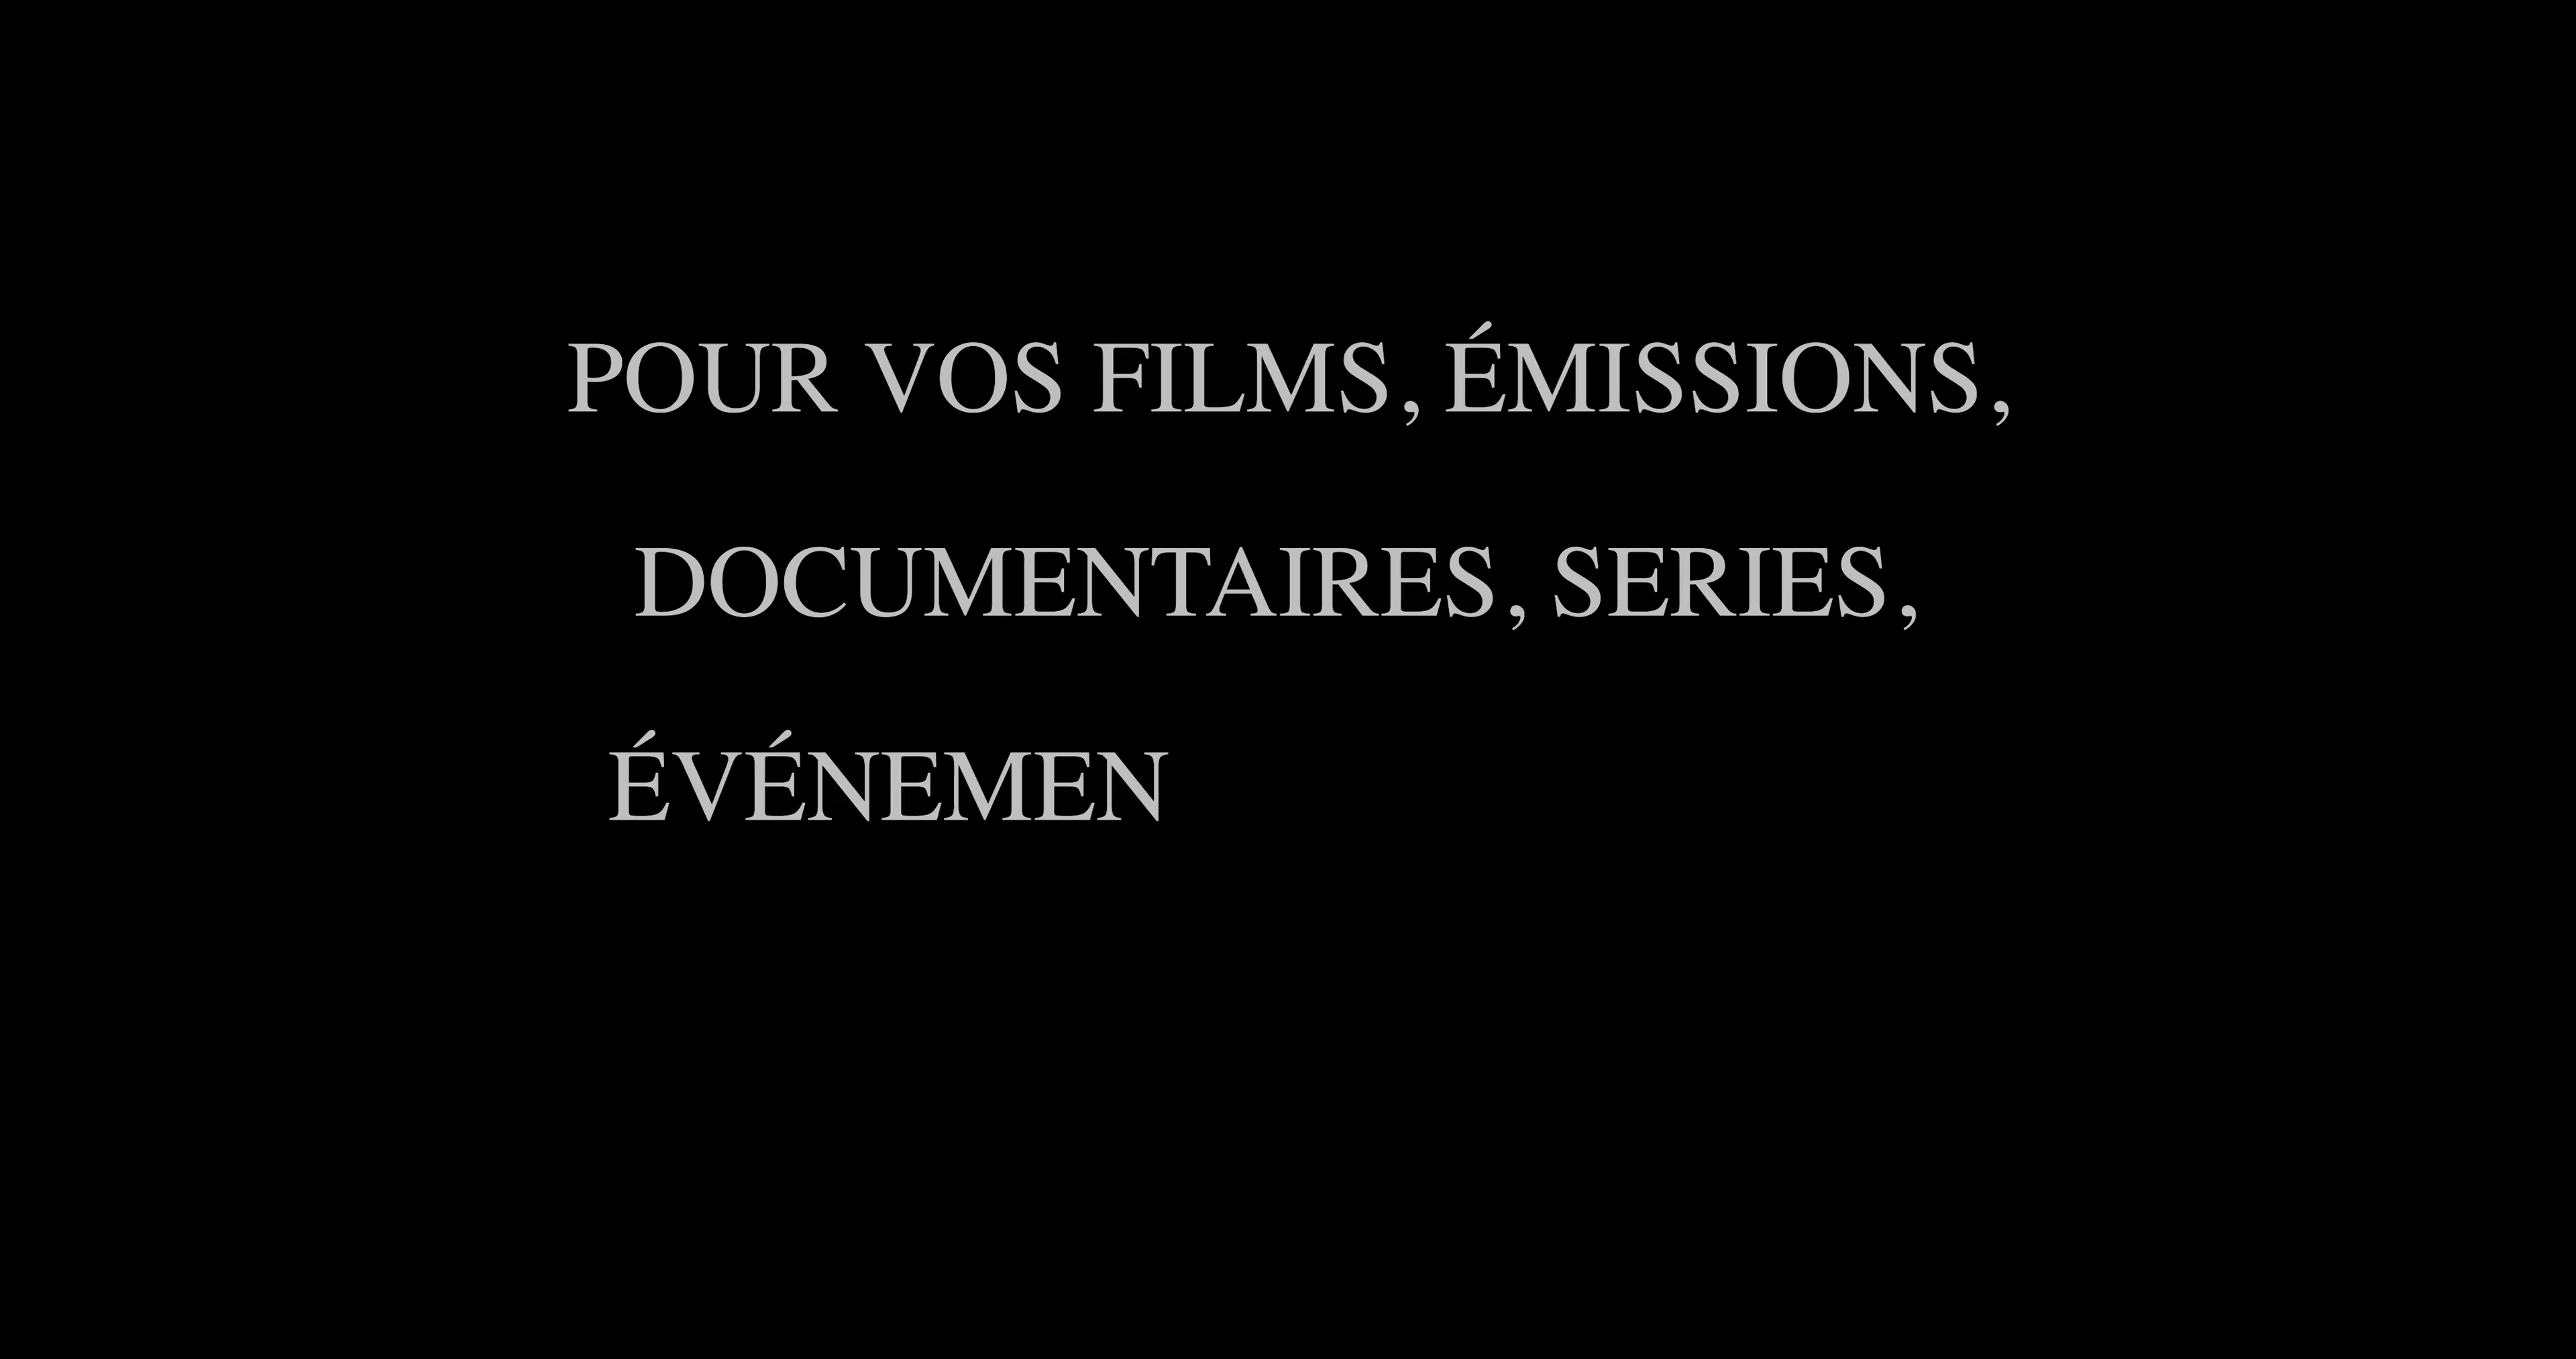 POUR VOS FILMS, ÉMISSIONS,
DOCUMENTAIRES, SERIES,
ÉVÉNEMEN